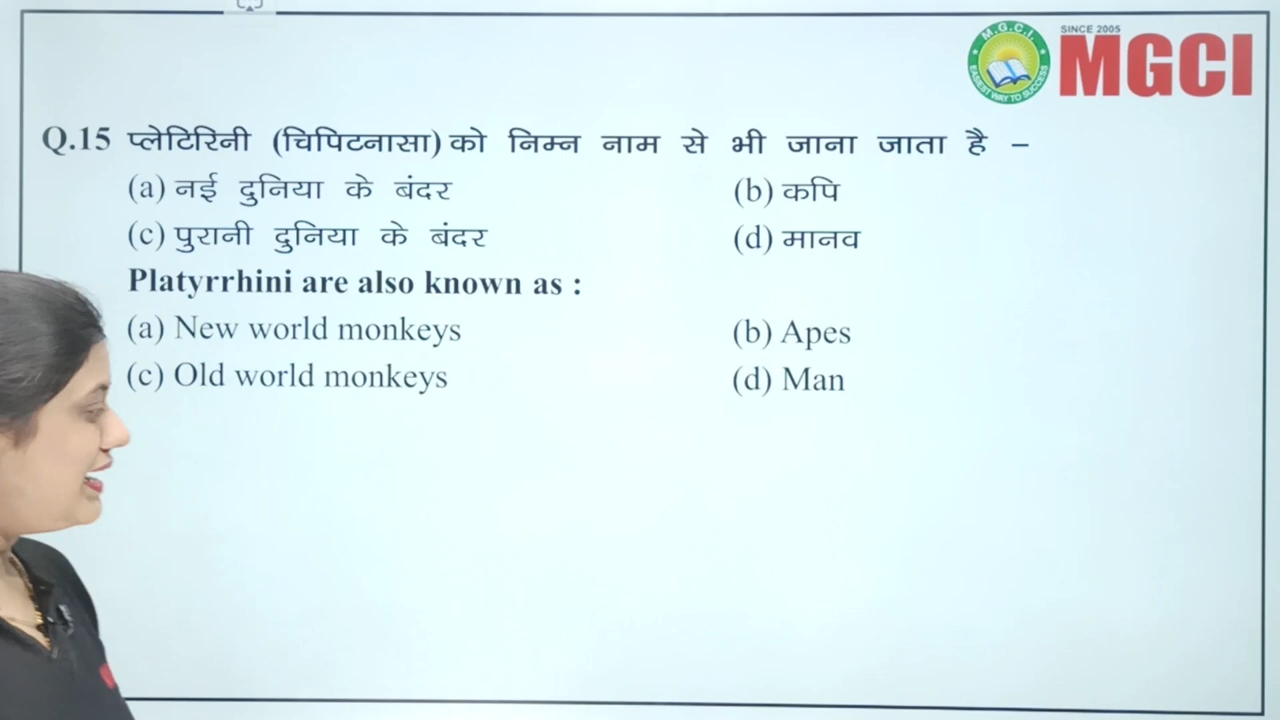 M.G.C.I.
EASIEST WAY TO SUCCESS
SINCE 2005
MGCI
Q.15 प्लेटिरिनी (चिपिटनासा) को निम्न नाम से भी जाना जाता है –
(a) नई दुनिया के बंदर (b) कपि
(c) पुरानी दुनिया के बंदर (d) मानव
Platyrrhini are also known as :
(a) New world monkeys (b) Apes
(c) Old world monkeys (d) Man